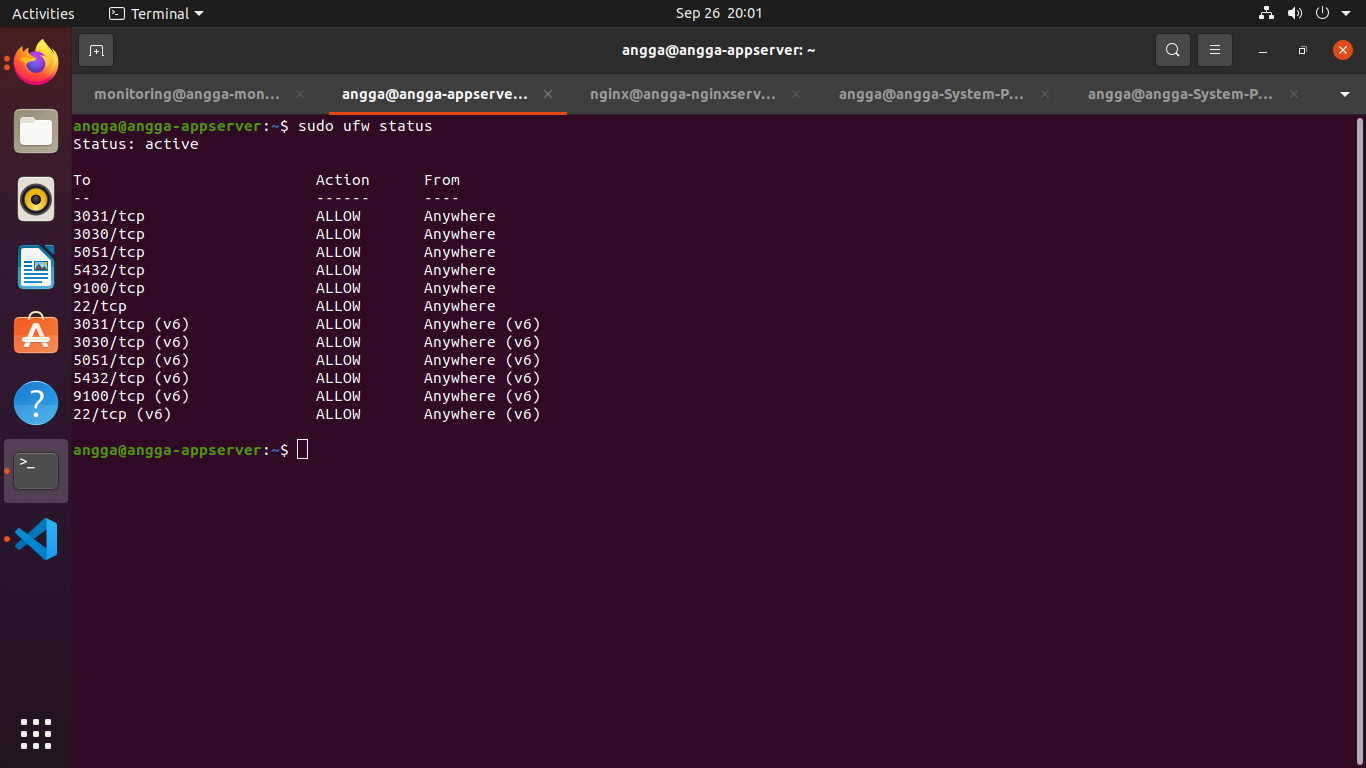 Activities Terminal Sep 26 20:01
angga@angga-appserver: ~
monitoring@angga-mon... angga@angga-appserve... nginx@angga-nginxserv... angga@angga-System-P... angga@angga-System-P...
angga@angga-appserver:~$ sudo ufw status
Status: active
To Action From
-- ------ ----
3031/tcp ALLOW Anywhere
3030/tcp ALLOW Anywhere
5051/tcp ALLOW Anywhere
5432/tcp ALLOW Anywhere
9100/tcp ALLOW Anywhere
22/tcp ALLOW Anywhere
3031/tcp (v6) ALLOW Anywhere (v6)
3030/tcp (v6) ALLOW Anywhere (v6)
5051/tcp (v6) ALLOW Anywhere (v6)
5432/tcp (v6) ALLOW Anywhere (v6)
9100/tcp (v6) ALLOW Anywhere (v6)
22/tcp (v6) ALLOW Anywhere (v6)
angga@angga-appserver:~$